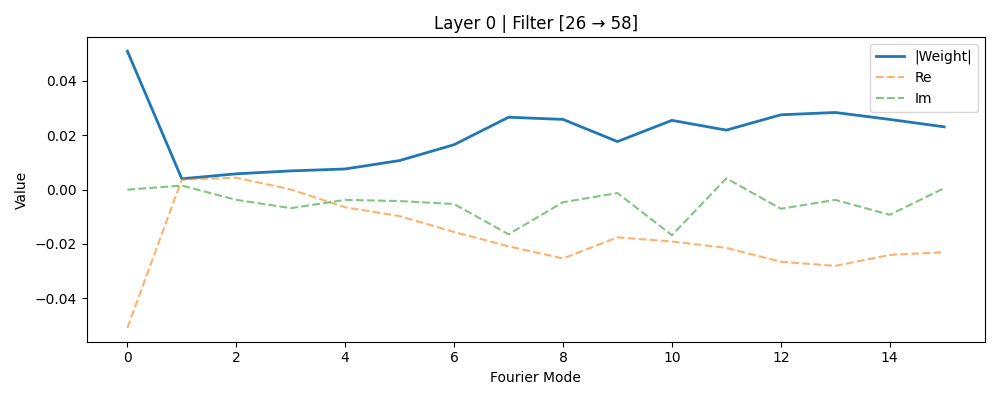 Layer 0 | Filter [26 → 58]
|Weight|
Re
Im
Value
0.04
0.02
0.00
−0.02
−0.04
0 2 4 6 8 10 12 14
Fourier Mode